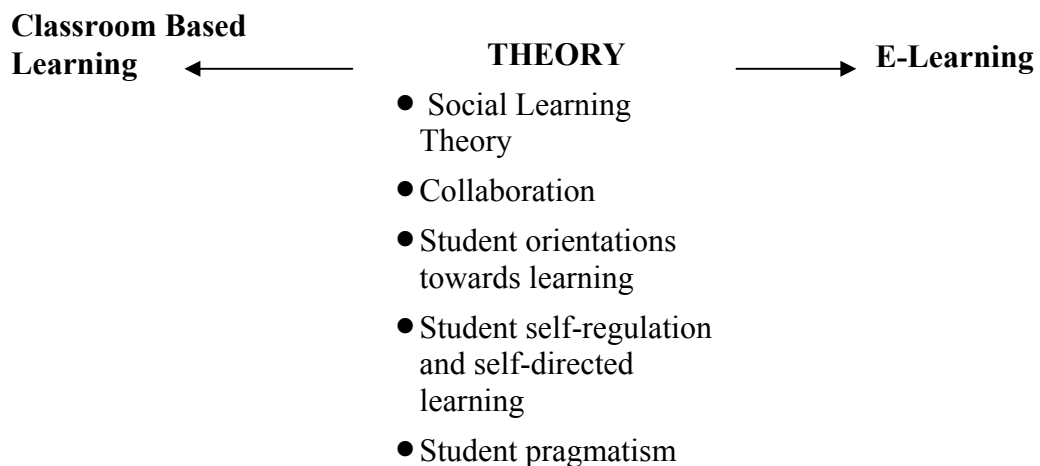 Classroom Based
Learning
THEORY
E-Learning
● Social Learning
Theory
● Collaboration
● Student orientations
towards learning
● Student self-regulation
and self-directed
learning
● Student pragmatism